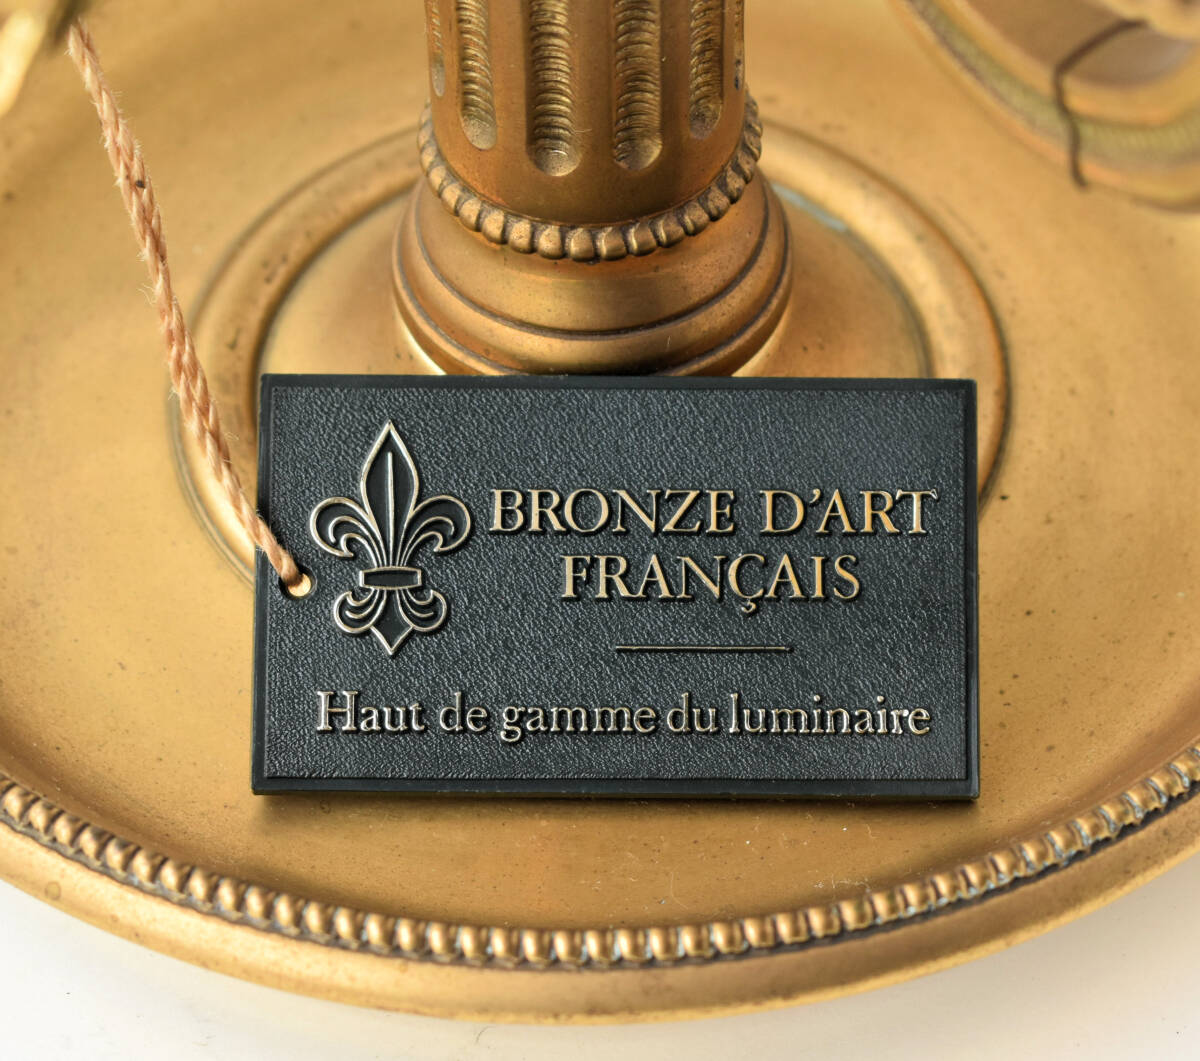 BRONZE D'ART
FRANÇAIS
Haut de gamme du luminaire